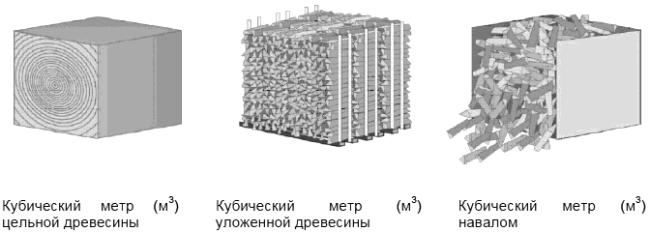 Кубический метр (м³)
цельной древесины
Кубический метр (м³)
уложенной древесины
Кубический метр (м³)
навалом